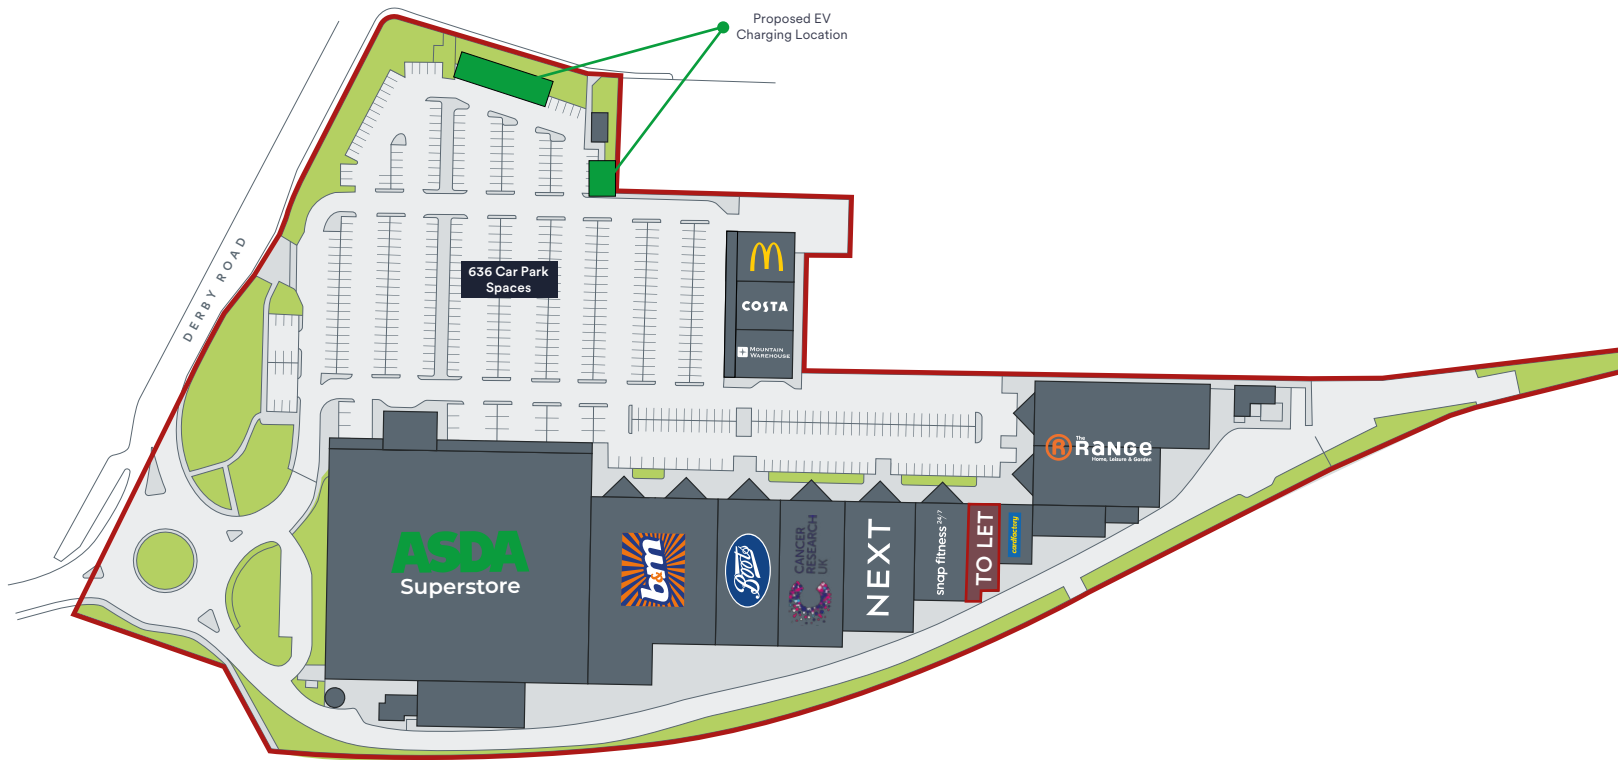 Proposed EV
Charging Location
DERBY ROAD
636 Car Park
Spaces
M
COSTA
MOUNTAIN
WAREHOUSE
The
RANGE
Home, Leisure & Garden
ASDA
Superstore
b&m
Boots
CANCER
RESEARCH
UK
NEXT
snap fitness 24/7
TO LET
cardfactory